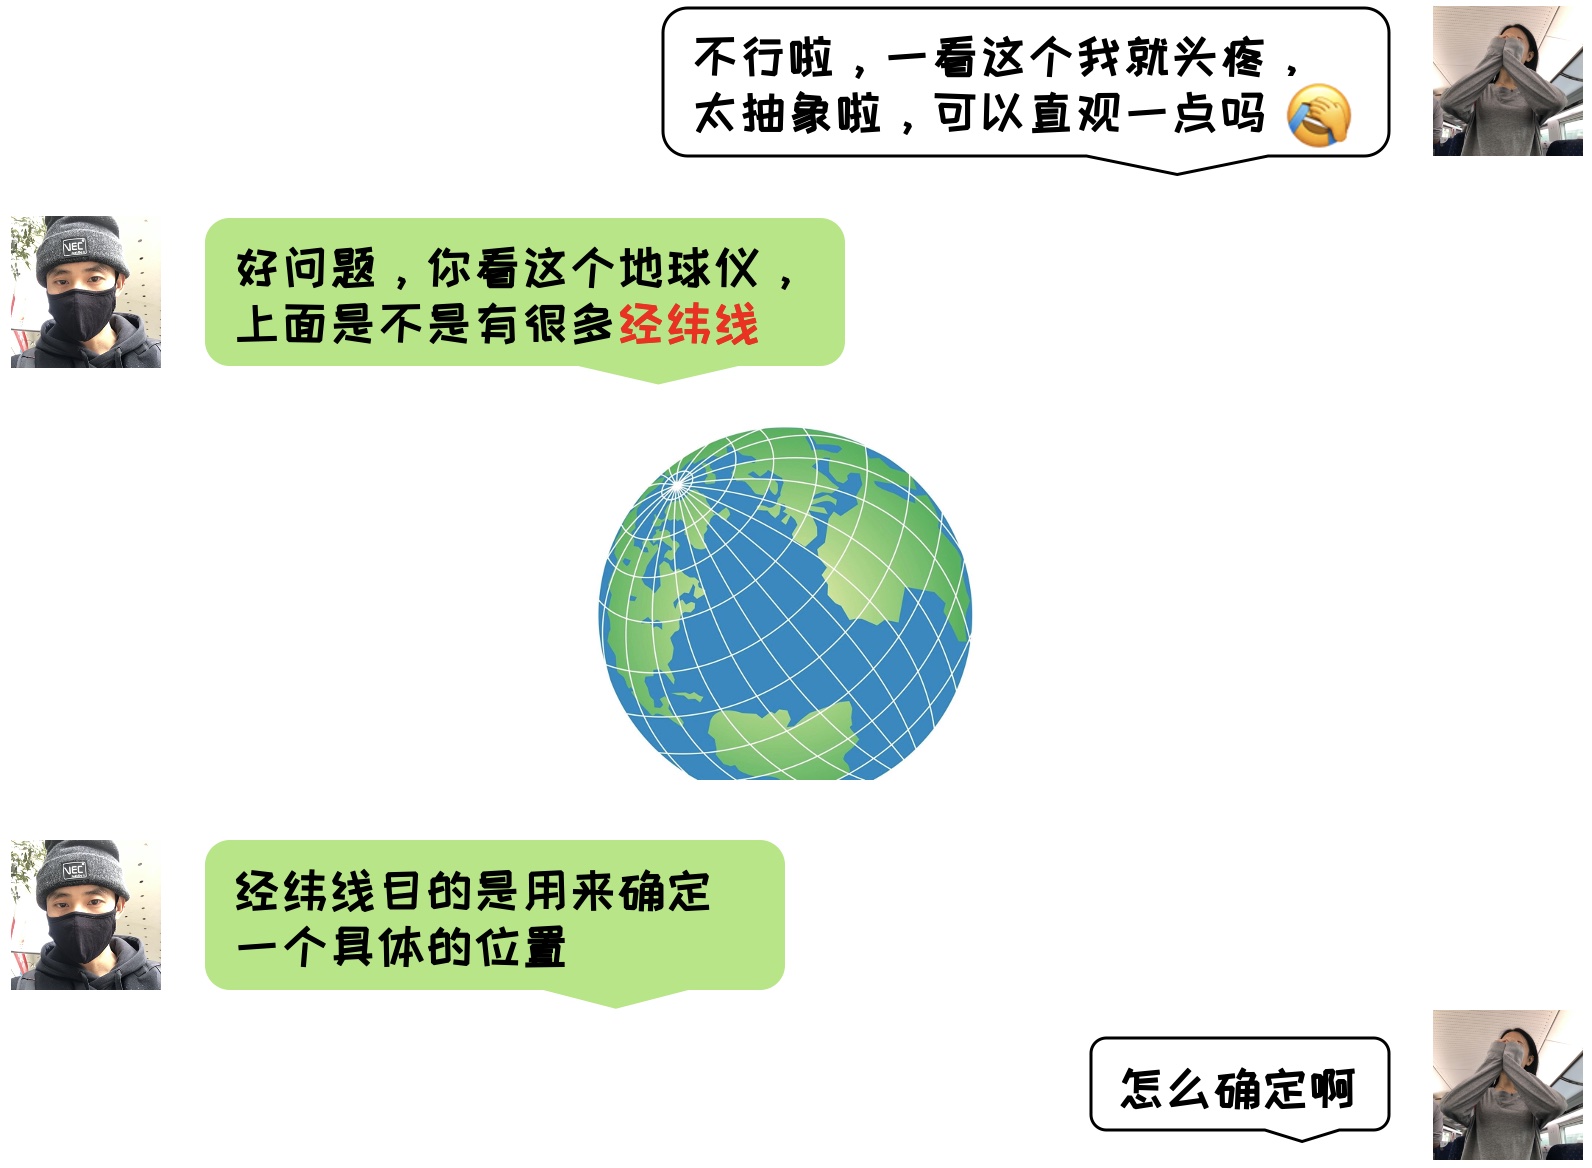 不行啦，一看这个我就头疼，
太抽象啦，可以直观一点吗
VEC
好问题，你看这个地球仪，
上面是不是有很多经纬线
VEC
经纬线目的是用来确定
一个具体的位置
怎么确定啊